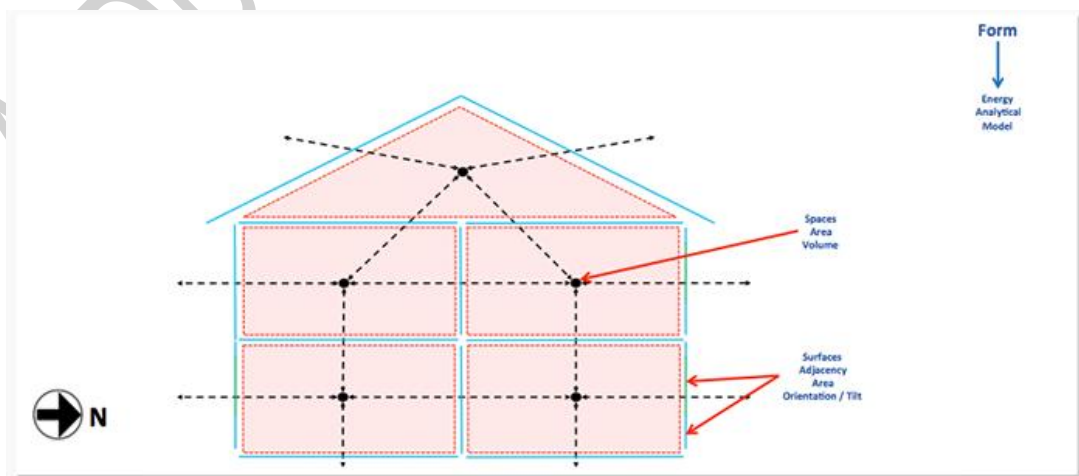 Form
Energy
Analytical
Model
Spaces
Area
Volume
Surfaces
Adjacency
Area
Orientation / Tilt
N